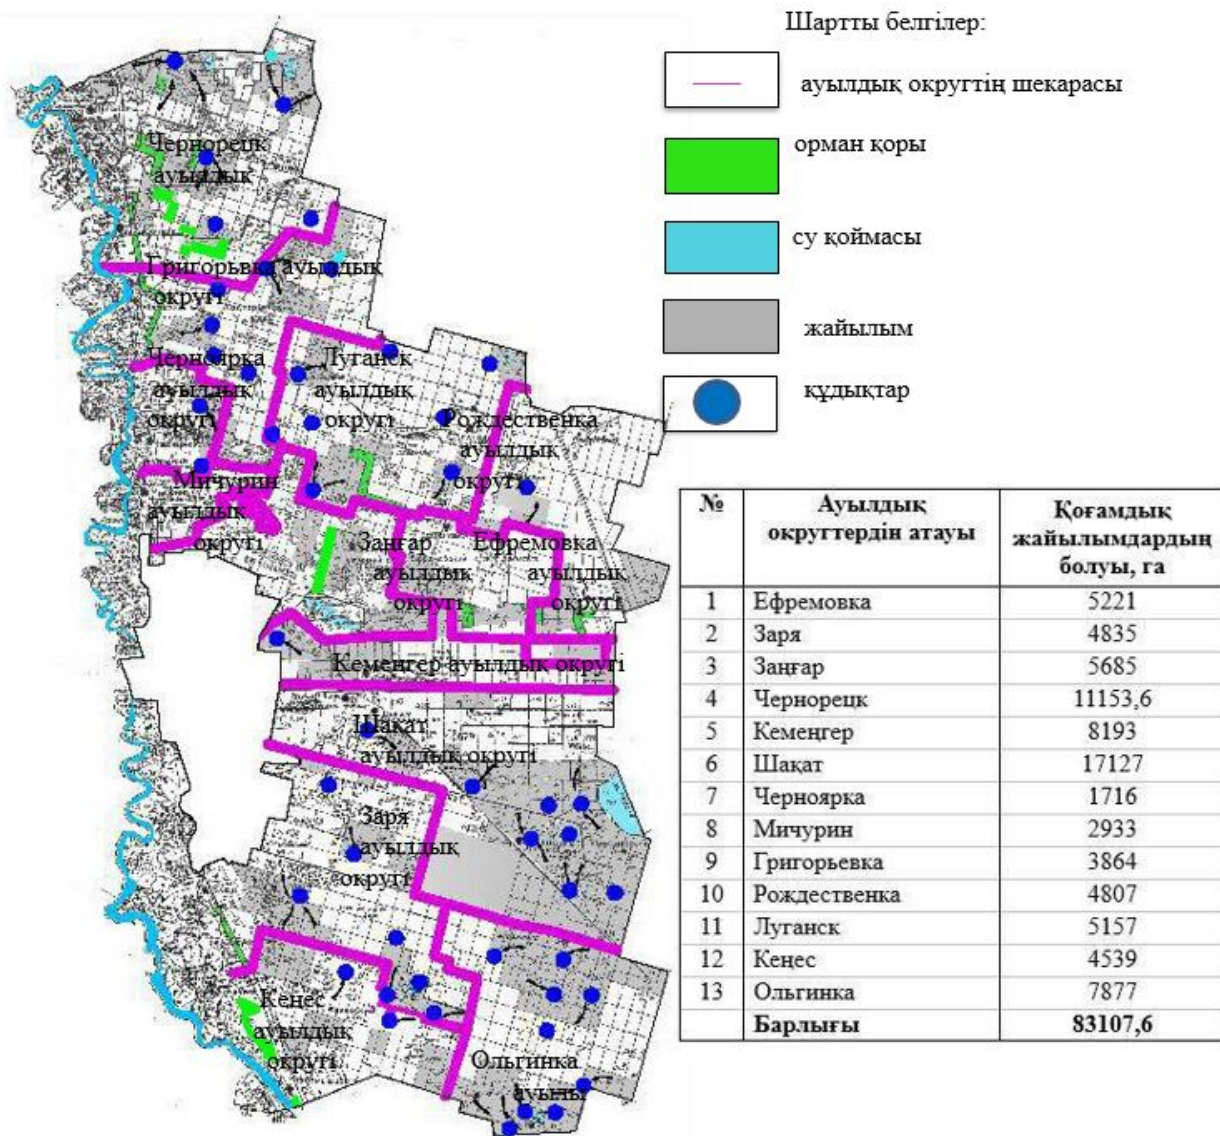 Шартты белгілер:
ауылдық округтің шекарасы
орман қоры
су қоймасы
жайылым
құдықтар
Чернорецк
ауылдық
Григорьвка ауылдық
округі
Черноярка
ауылдық
округі
Луганск
ауылдық
округі
Рождественка
ауылдық
округі
Мичурин
ауылдық
округі
Заңғар
ауылдық
округі
Ефремовка
ауылдық
округі
Кемеңгер ауылдық округі
Шақат
ауылдық округі
Заря
ауылдық
округі
Кеңес
ауылдық
округі
Ольгинка
ауылы
№ Ауылдық округтердін атауы Қоғамдық жайылымдардың болуы, га
1 Ефремовка 5221
2 Заря 4835
3 Заңғар 5685
4 Чернорецк 11153,6
5 Кемеңгер 8193
6 Шақат 17127
7 Черноярка 1716
8 Мичурин 2933
9 Григорьевка 3864
10 Рождественка 4807
11 Луганск 5157
12 Кеңес 4539
13 Ольгинка 7877
Барлығы 83107,6